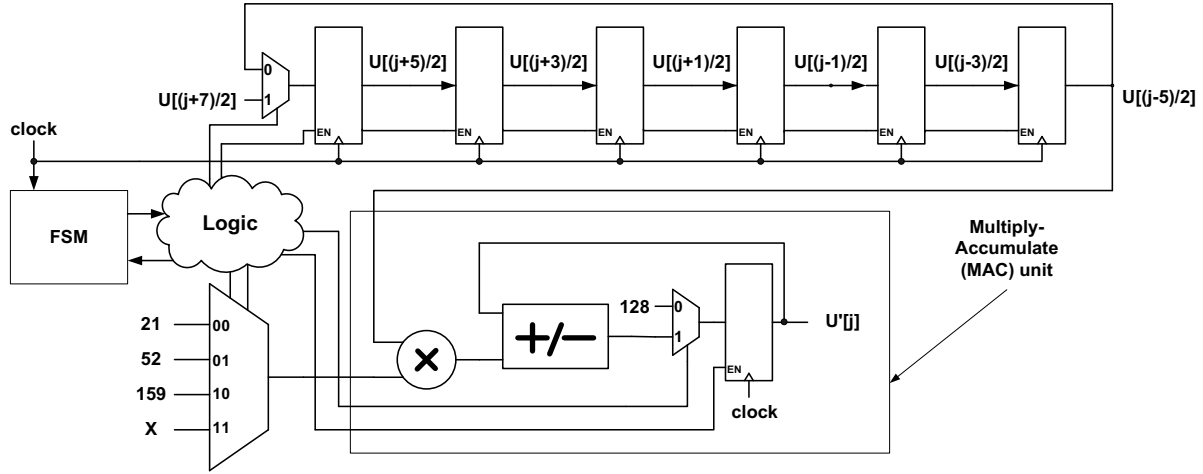 0
U[(j+7)/2]
1
U[(j+5)/2]
U[(j+3)/2]
U[(j+1)/2]
U[(j-1)/2]
U[(j-3)/2]
U[(j-5)/2]
EN
EN
EN
EN
EN
EN
clock
FSM
Logic
Multiply-
Accumulate
(MAC) unit
21
00
52
01
159
10
X
11
×
+/−
128
0
1
EN
clock
U'[j]